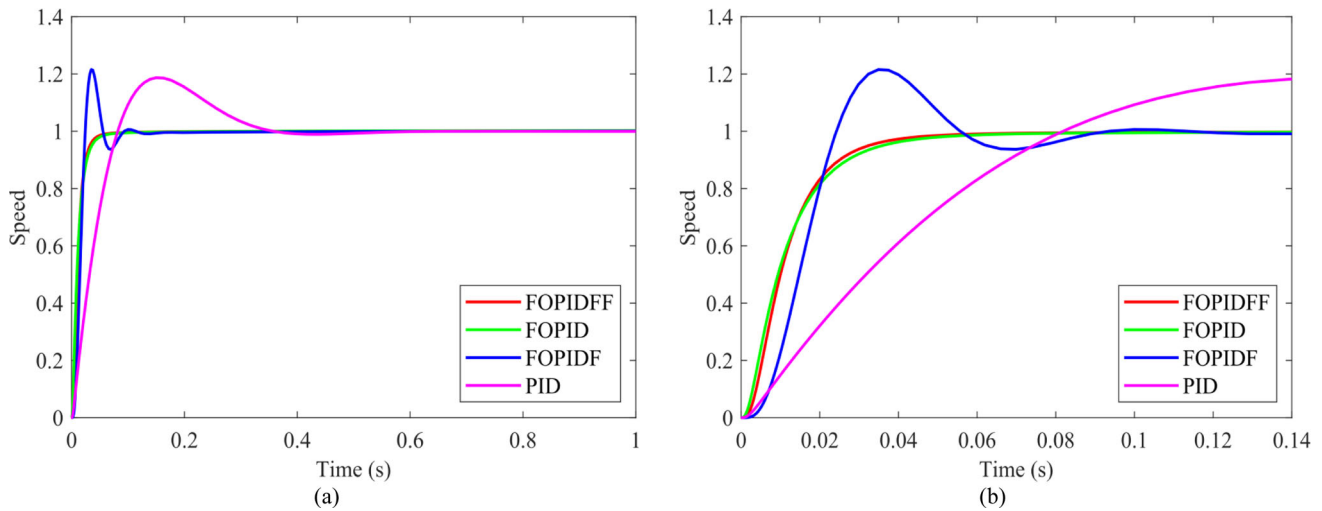 1.4
1.2
1
0.8
0.6
0.4
0.2
0
Speed
FOPIDFF
FOPID
FOPIDF
PID
0 0.2 0.4 0.6 0.8 1
Time (s)
(a)
1.4
1.2
1
0.8
0.6
0.4
0.2
0
Speed
FOPIDFF
FOPID
FOPIDF
PID
0 0.02 0.04 0.06 0.08 0.1 0.12 0.14
Time (s)
(b)